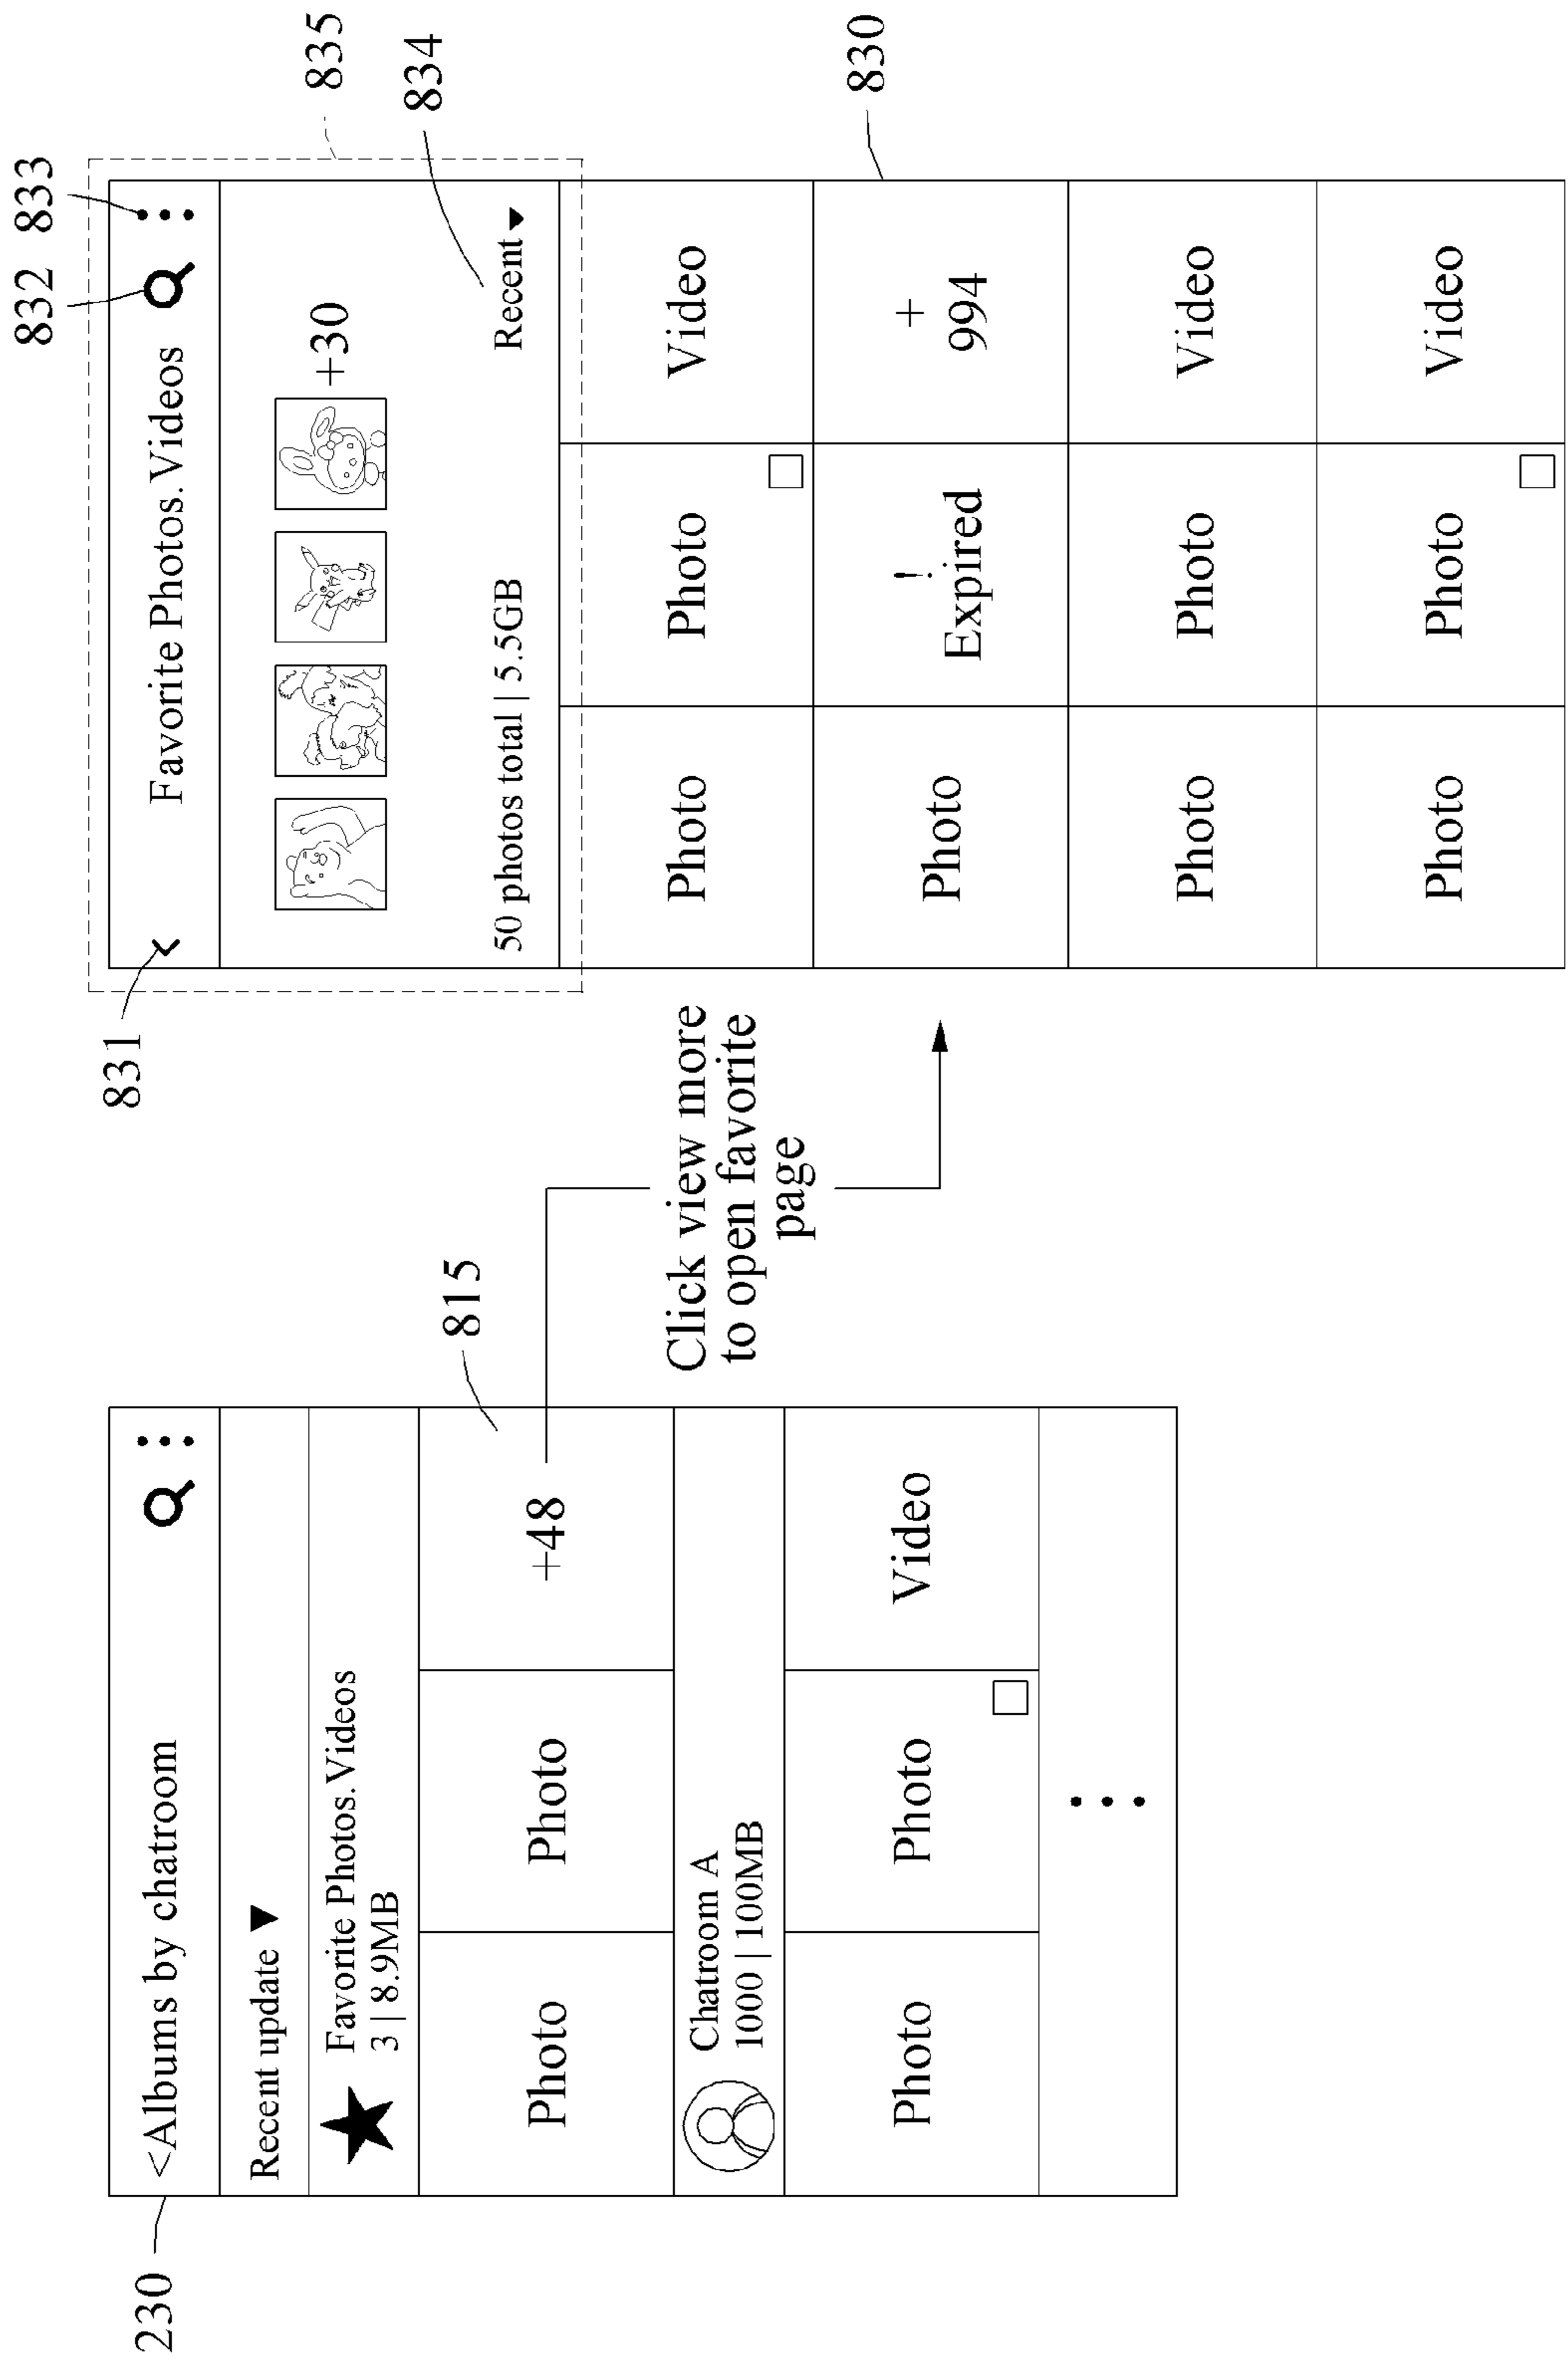 230
<Albums by chatroom
Recent update ▼
Favorite Photos.Videos
3 | 8.9MB
Photo
Photo
+48
815
Chatroom A
1000 | 100MB
Photo
Photo
Video
Click view more
to open favorite
page
831
832
833
835
834
830
Favorite Photos.Videos
+30
50 photos total | 5.5GB
Recent ▼
Photo
Photo
Video
Photo
!
Expired
+
994
Photo
Photo
Video
Photo
Photo
Video